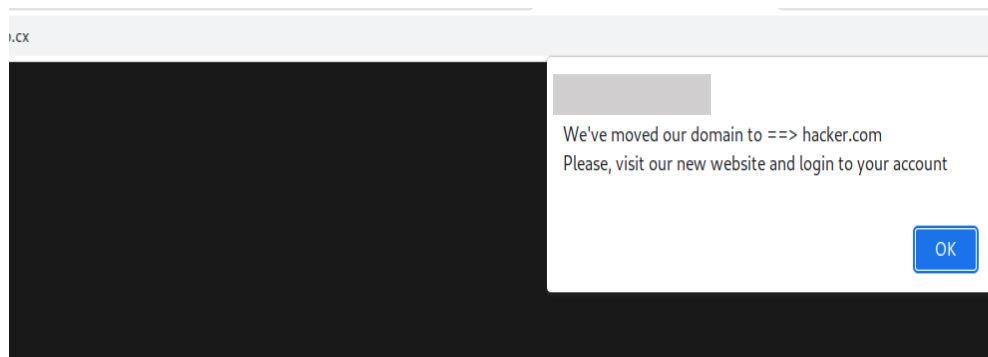 .cx
We've moved our domain to ==> hacker.com
Please, visit our new website and login to your account
OK